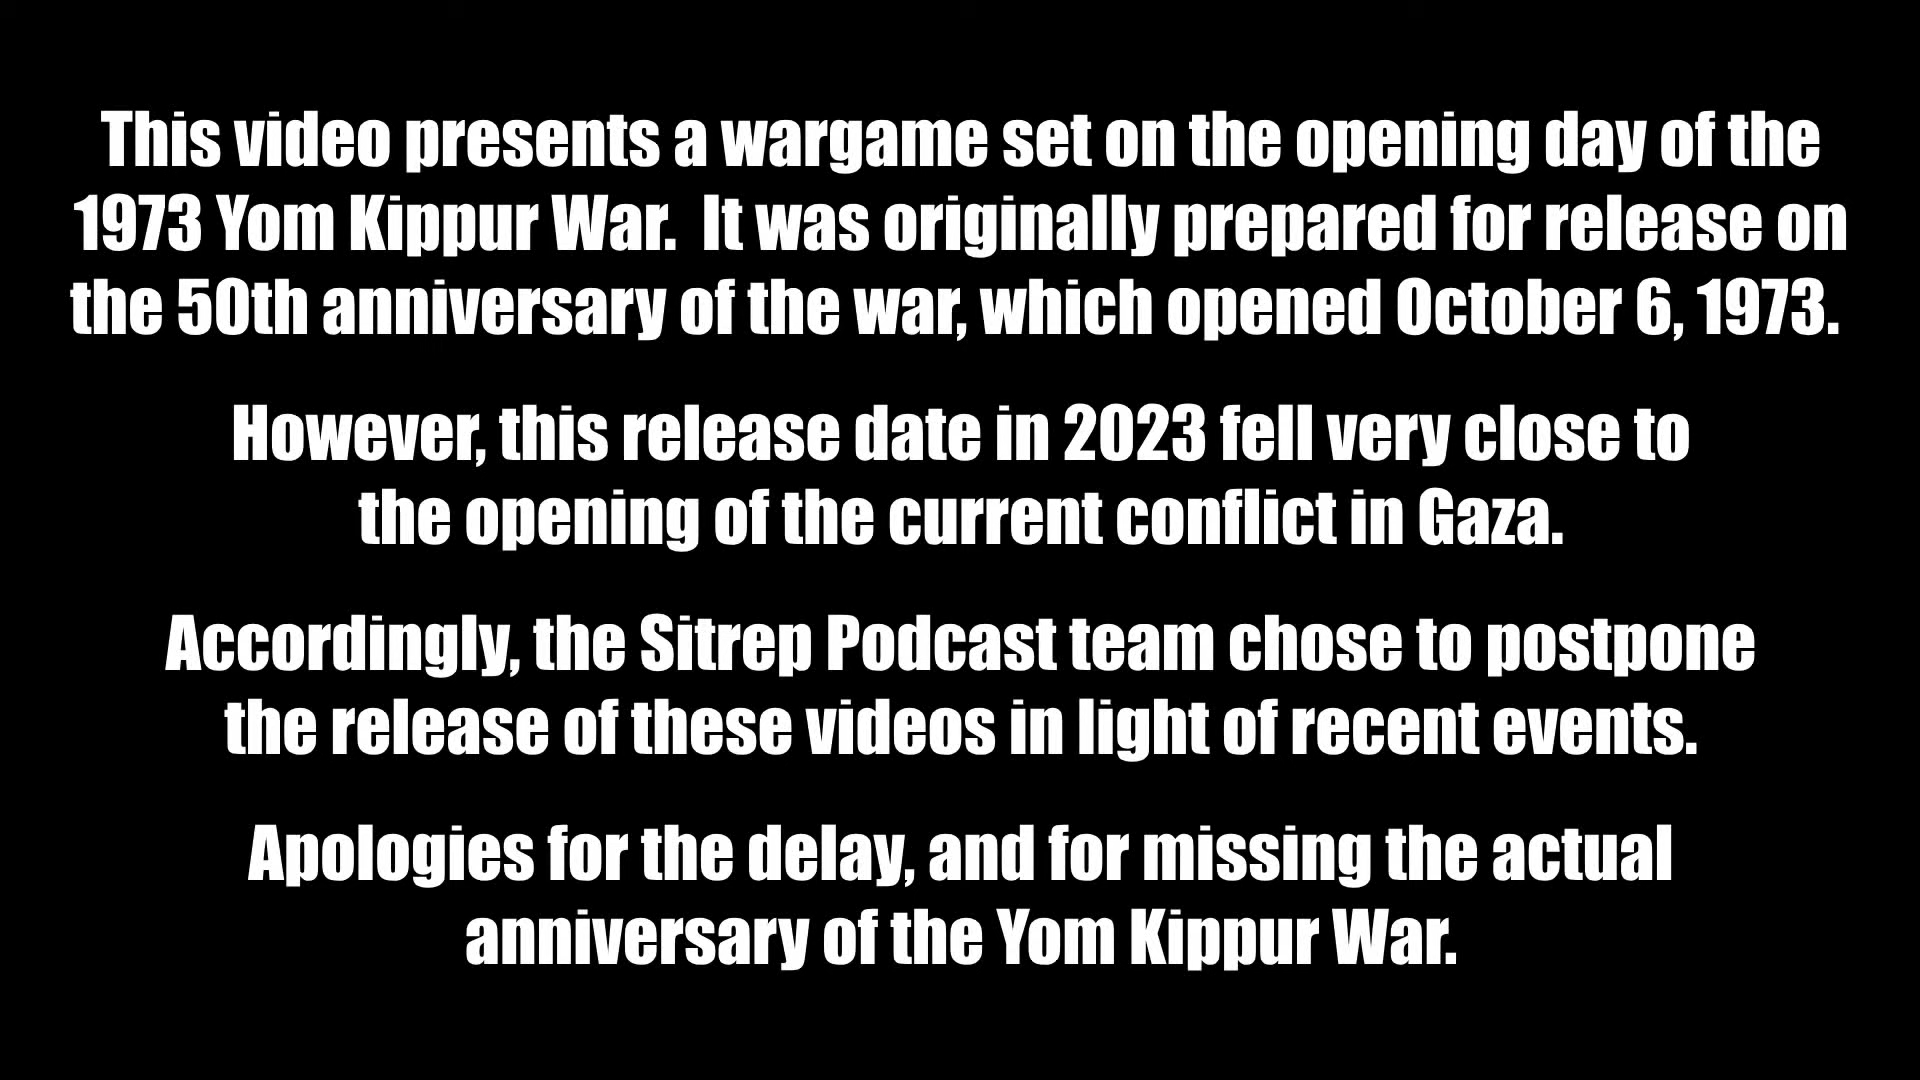 This video presents a wargame set on the opening day of the
1973 Yom Kippur War.  It was originally prepared for release on
the 50th anniversary of the war, which opened October 6, 1973.
However, this release date in 2023 fell very close to
the opening of the current conflict in Gaza.
Accordingly, the Sitrep Podcast team chose to postpone
the release of these videos in light of recent events.
Apologies for the delay, and for missing the actual
anniversary of the Yom Kippur War.